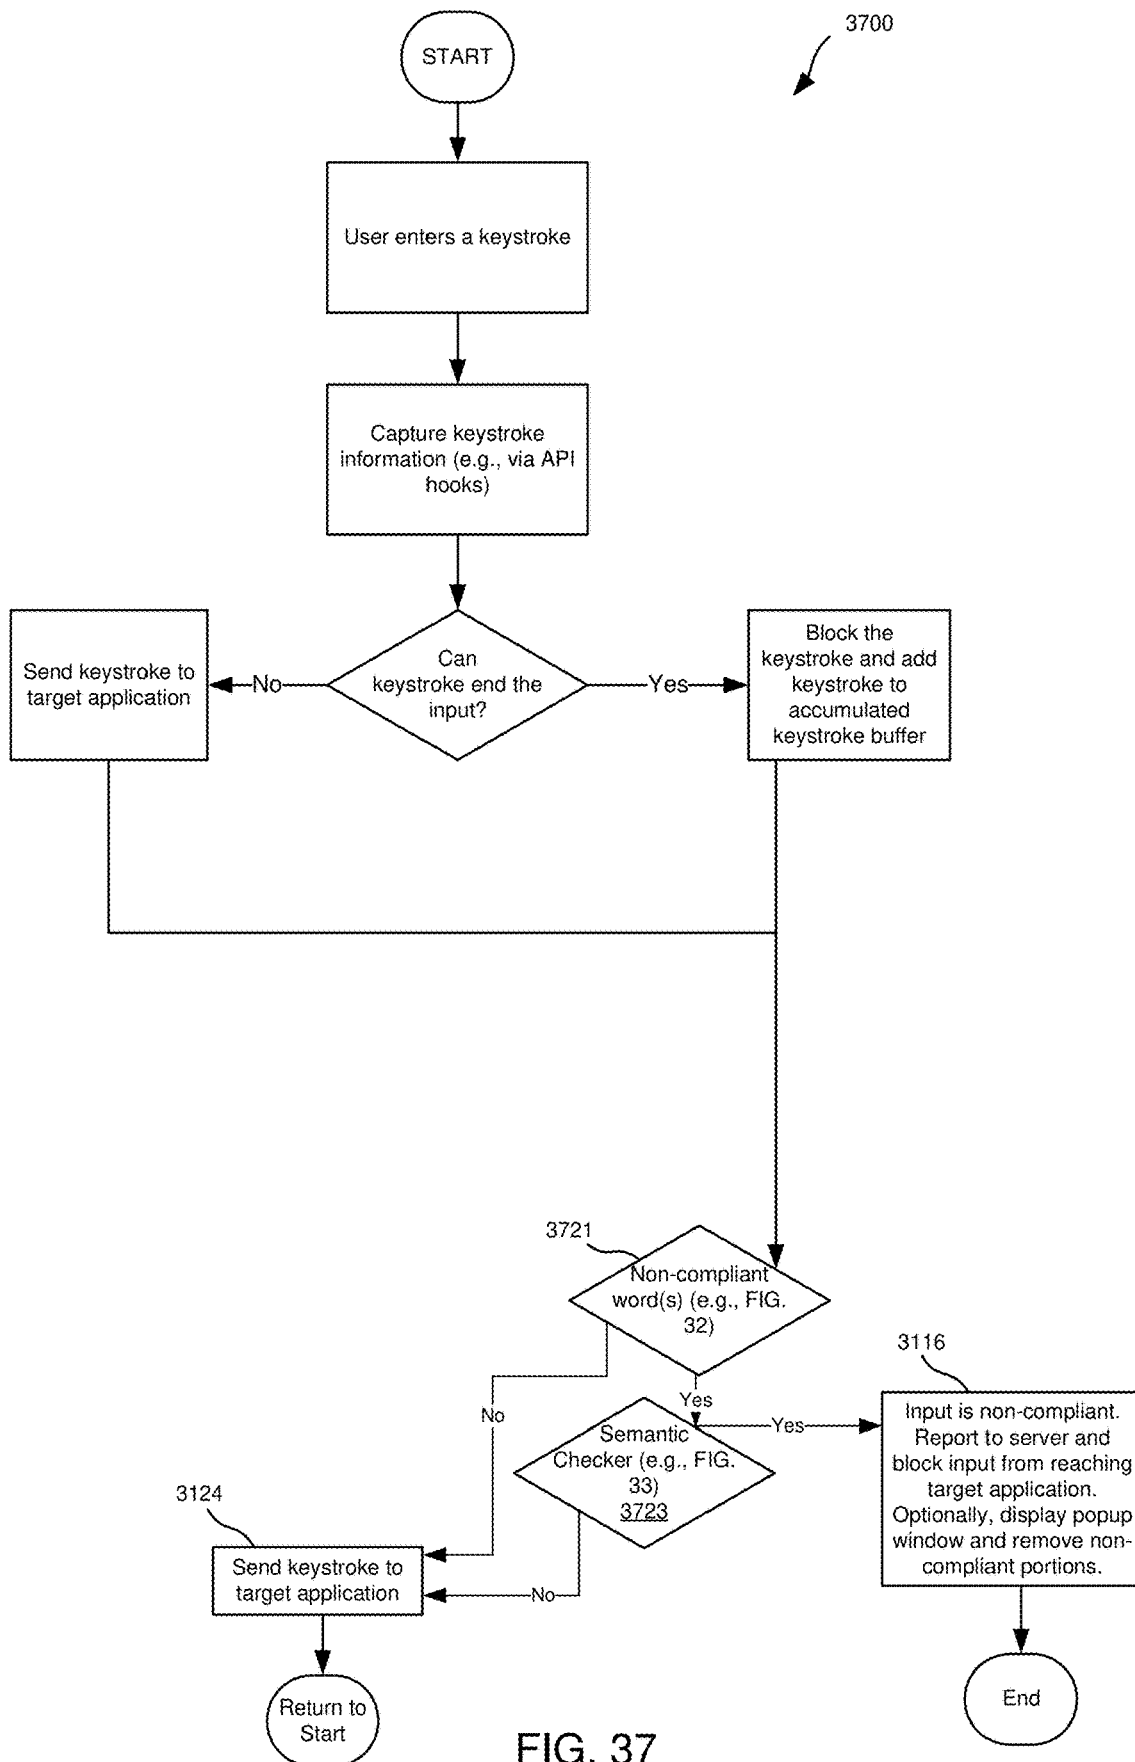 3700
START
User enters a keystroke
Capture keystroke
information (e.g., via API
hooks)
Send keystroke to
target application
No
Can
keystroke end the
input?
Yes
Block the
keystroke and add
keystroke to
accumulated
keystroke buffer
3721
Non-compliant
word(s) (e.g., FIG.
32)
No
Yes
Semantic
Checker (e.g., FIG.
33)
3723
Yes
3116
Input is non-compliant.
Report to server and
block input from reaching
target application.
Optionally, display popup
window and remove non-
compliant portions.
3124
Send keystroke to
target application
No
Return to
Start
End
FIG. 37